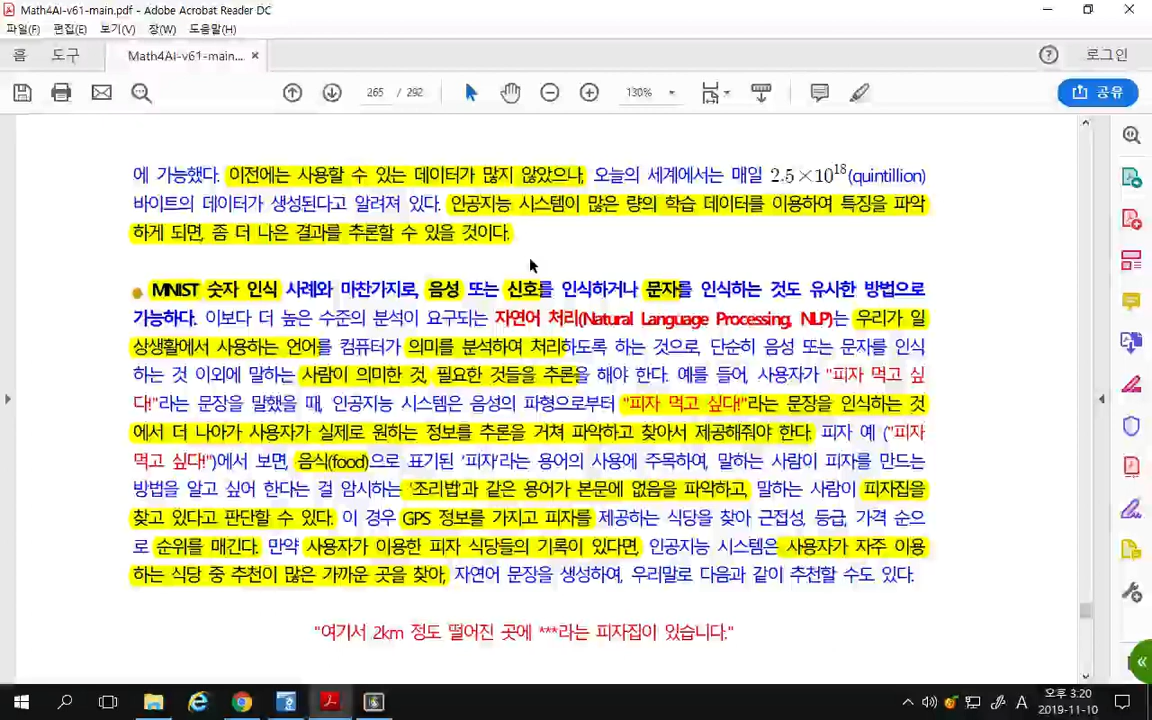 Math4AI-v61-main.pdf - Adobe Acrobat Reader DC
파일(F) 편집(E) 보기(V) 창(W) 도움말(H)
홈 도구 Math4AI-v61-main... × 로그인
265 / 292 130% 공유
에 가능했다. 이전에는 사용할 수 있는 데이터가 많지 않았으나, 오늘의 세계에서는 매일 2.5×10¹⁸(quintillion)
바이트의 데이터가 생성된다고 알려져 있다. 인공지능 시스템이 많은 량의 학습 데이터를 이용하여 특징을 파악
하게 되면, 좀 더 나은 결과를 추론할 수 있을 것이다.
MNIST 숫자 인식 사례와 마찬가지로, 음성 또는 신호를 인식하거나 문자를 인식하는 것도 유사한 방법으로
가능하다. 이보다 더 높은 수준의 분석이 요구되는 자연어 처리(Natural Language Processing, NLP)는 우리가 일
상생활에서 사용하는 언어를 컴퓨터가 의미를 분석하여 처리하도록 하는 것으로, 단순히 음성 또는 문자를 인식
하는 것 이외에 말하는 사람이 의미한 것, 필요한 것들을 추론을 해야 한다. 예를 들어, 사용자가 "피자 먹고 싶
다!"라는 문장을 말했을 때, 인공지능 시스템은 음성의 파형으로부터 "피자 먹고 싶다!"라는 문장을 인식하는 것
에서 더 나아가 사용자가 실제로 원하는 정보를 추론을 거쳐 파악하고 찾아서 제공해줘야 한다. 피자 예 ("피자
먹고 싶다!")에서 보면, 음식(food)으로 표기된 '피자'라는 용어의 사용에 주목하여, 말하는 사람이 피자를 만드는
방법을 알고 싶어 한다는 걸 암시하는 '조리법'과 같은 용어가 본문에 없음을 파악하고, 말하는 사람이 피자집을
찾고 있다고 판단할 수 있다. 이 경우 GPS 정보를 가지고 피자를 제공하는 식당을 찾아 근접성, 등급, 가격 순으
로 순위를 매긴다. 만약 사용자가 이용한 피자 식당들의 기록이 있다면, 인공지능 시스템은 사용자가 자주 이용
하는 식당 중 추천이 많은 가까운 곳을 찾아, 자연어 문장을 생성하여, 우리말로 다음과 같이 추천할 수도 있다.
"여기서 2km 정도 떨어진 곳에 ***라는 피자집이 있습니다."
A 오후 3:20
2019-11-10